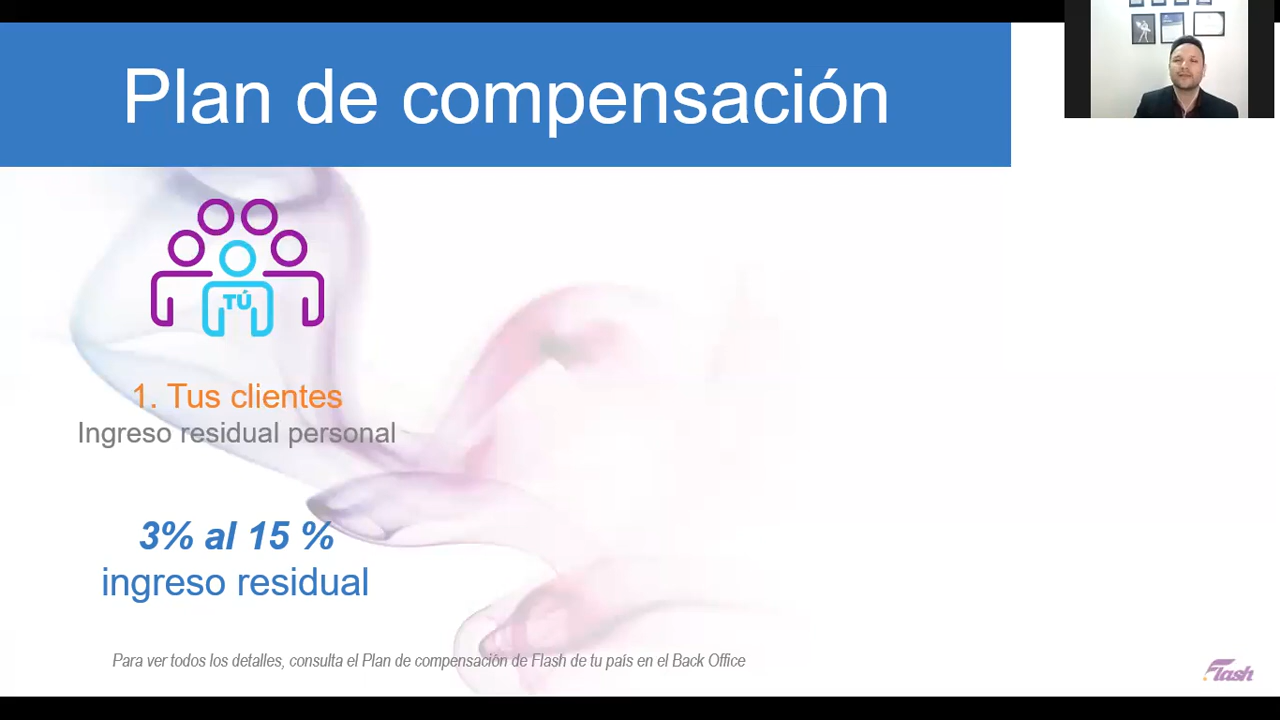 Plan de compensación
TÚ
1. Tus clientes
Ingreso residual personal
3% al 15 %
ingreso residual
Para ver todos los detalles, consulta el Plan de compensación de Flash de tu país en el Back Office
Flash